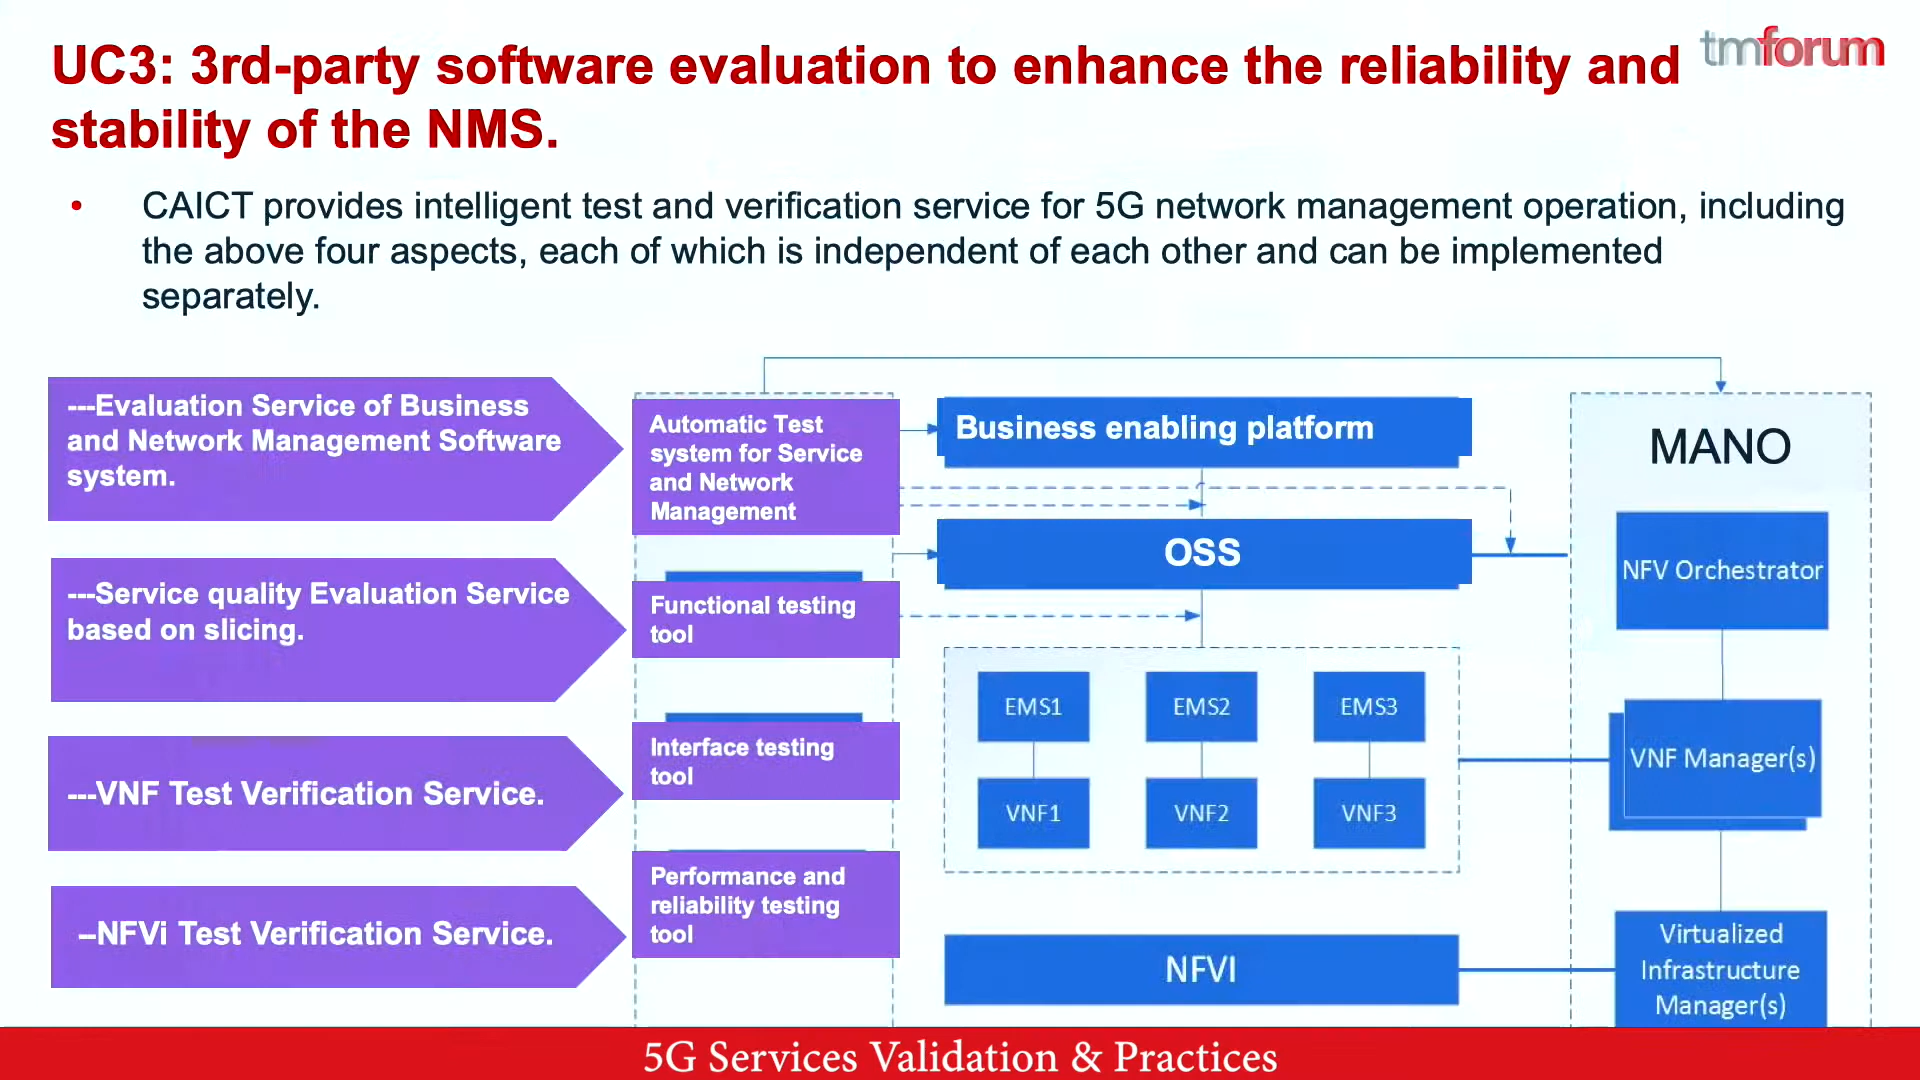 UC3: 3rd-party software evaluation to enhance the reliability and
stability of the NMS.
tmforum
• CAICT provides intelligent test and verification service for 5G network management operation, including
the above four aspects, each of which is independent of each other and can be implemented
separately.
---Evaluation Service of Business
and Network Management Software
system.
---Service quality Evaluation Service
based on slicing.
---VNF Test Verification Service.
–NFVi Test Verification Service.
Automatic Test
system for Service
and Network
Management
Functional testing
tool
Interface testing
tool
Performance and
reliability testing
tool
Business enabling platform
OSS
EMS1
EMS2
EMS3
VNF1
VNF2
VNF3
NFVI
MANO
NFV Orchestrator
VNF Manager(s)
Virtualized
Infrastructure
Manager(s)
5G Services Validation & Practices